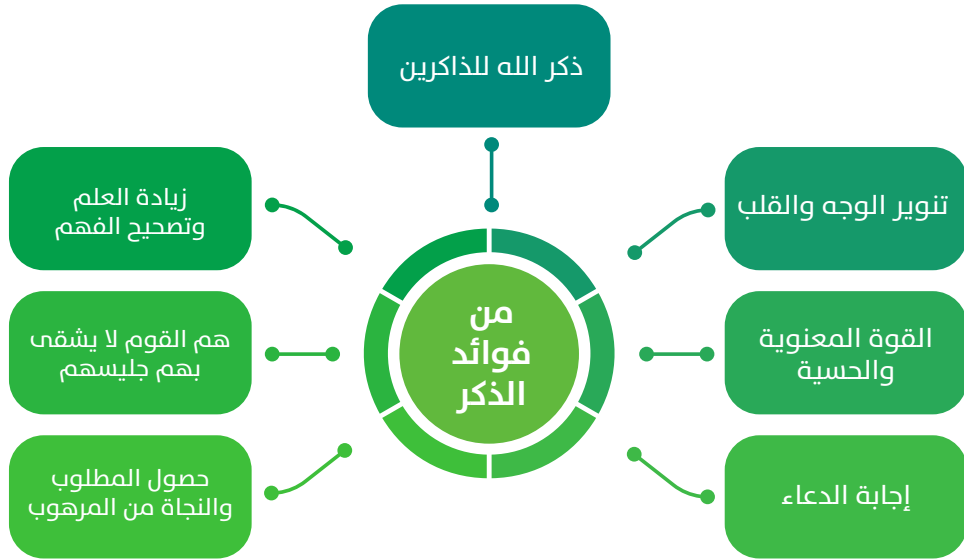 ذكر الله للذاكرين
تنوير الوجه والقلب
القوة المعنوية
والحسية
إجابة الدعاء
زيادة العلم
وتصحيح الفهم
هم القوم لا يشقى
بهم جليسهم
حصول المطلوب
والنجاة من المرهوب
من
فوائد
الذكر